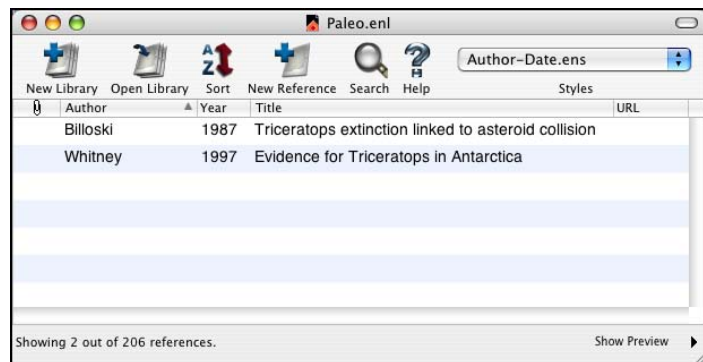 Paleo.enl
New Library Open Library Sort New Reference Search Help Author-Date.ens Styles
Author Year Title URL
Billoski 1987 Triceratops extinction linked to asteroid collision
Whitney 1997 Evidence for Triceratops in Antarctica
Showing 2 out of 206 references. Show Preview